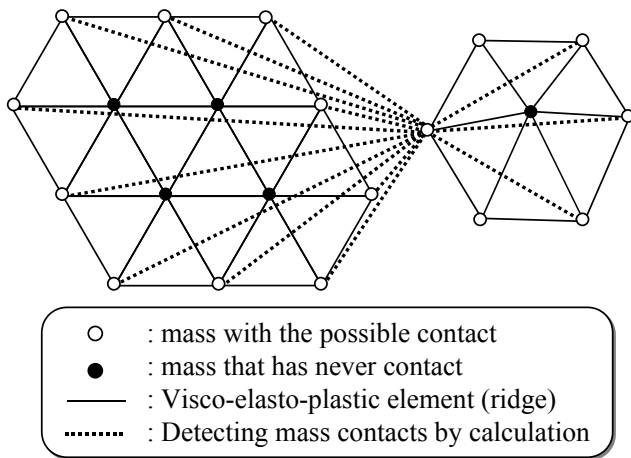 : mass with the possible contact
: mass that has never contact
: Visco-elasto-plastic element (ridge)
: Detecting mass contacts by calculation